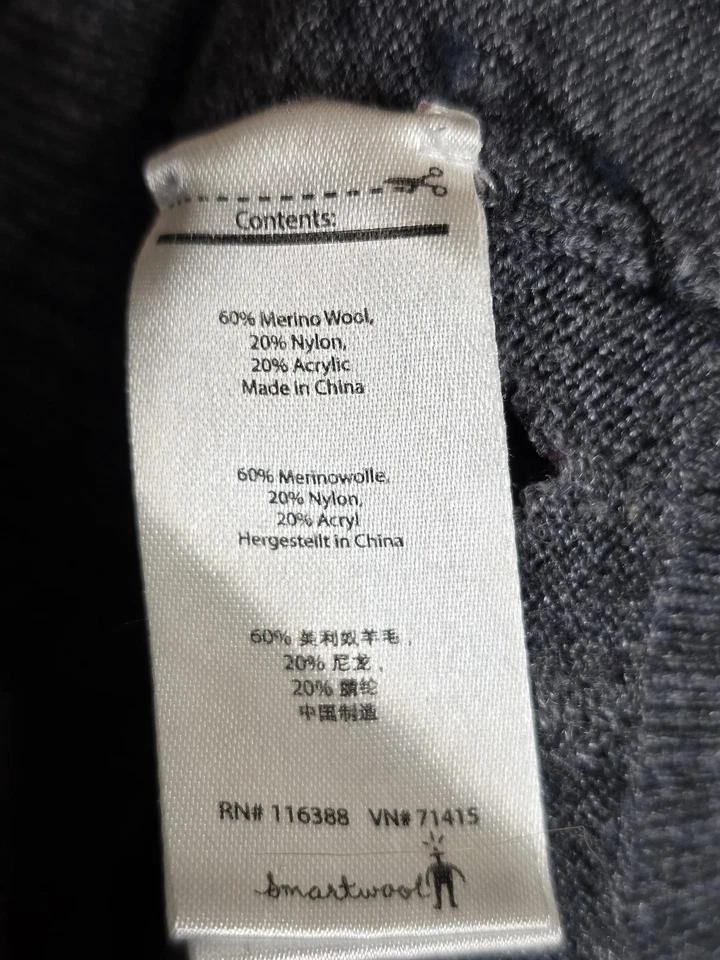 Contents:
60% Merino Wool,
20% Nylon,
20% Acrylic
Made in China
60% Merinowolle,
20% Nylon,
20% Acryl
Hergestellt in China
60% 美利奴羊毛,
20% 尼龙,
20% 腈纶
中国制造
RN# 116388 VN# 71415
smartwool